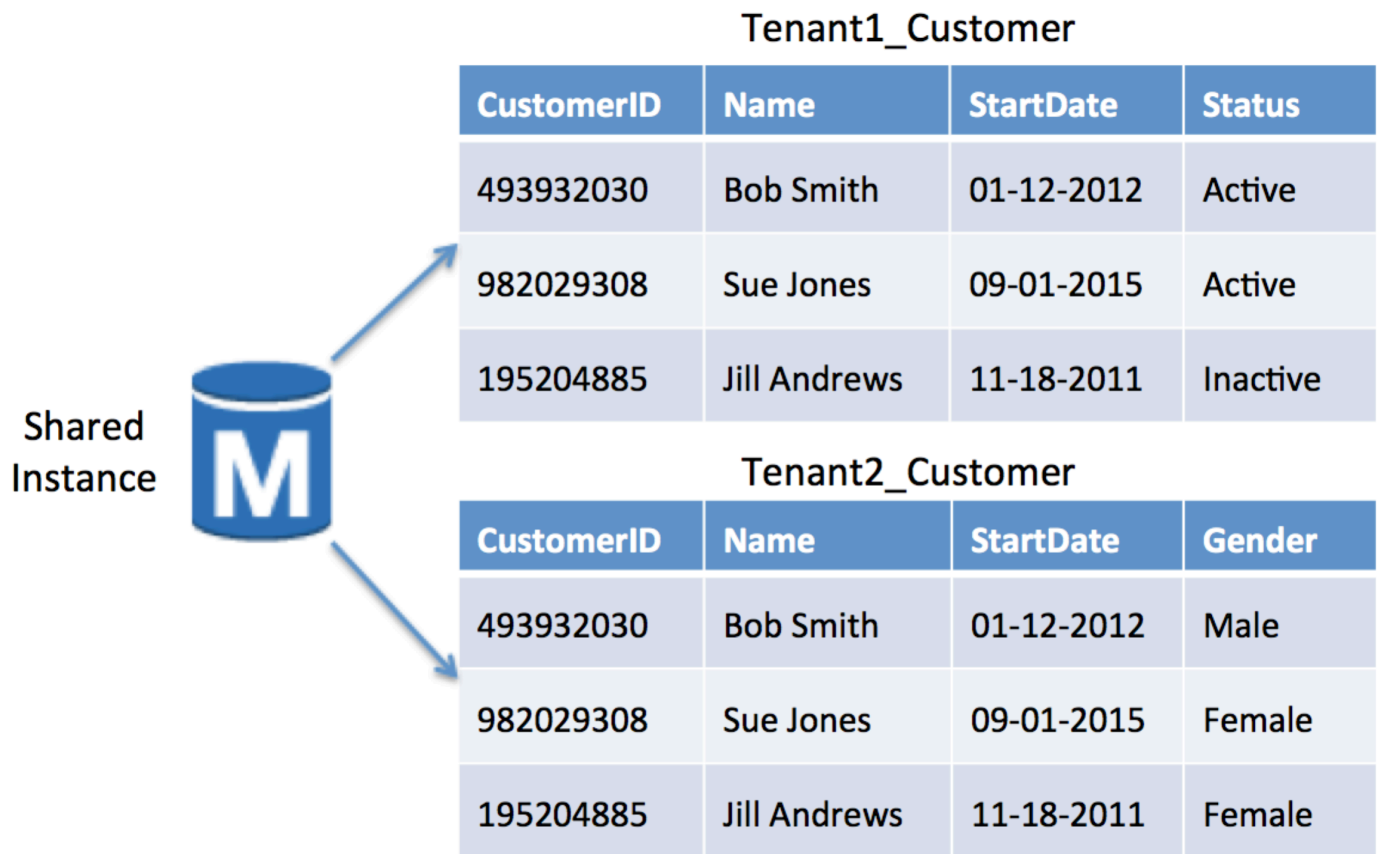 Tenant1_Customer
CustomerID Name StartDate Status
493932030 Bob Smith 01-12-2012 Active
982029308 Sue Jones 09-01-2015 Active
195204885 Jill Andrews 11-18-2011 Inactive
Shared
Instance
M
Tenant2_Customer
CustomerID Name StartDate Gender
493932030 Bob Smith 01-12-2012 Male
982029308 Sue Jones 09-01-2015 Female
195204885 Jill Andrews 11-18-2011 Female